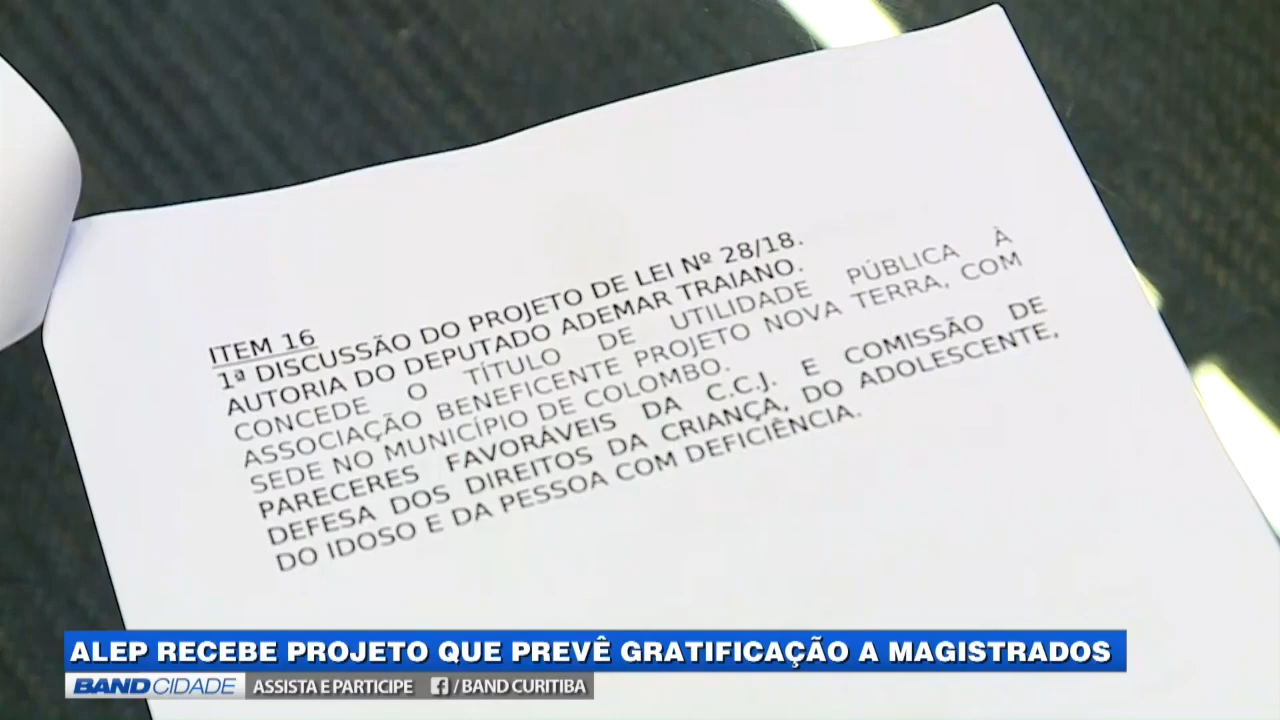 ITEM 16
1ª DISCUSSÃO DO PROJETO DE LEI Nº 28/18.
AUTORIA DO DEPUTADO ADEMAR TRAIANO.
CONCEDE O TÍTULO DE UTILIDADE PÚBLICA À
ASSOCIAÇÃO BENEFICENTE PROJETO NOVA TERRA, COM
SEDE NO MUNICÍPIO DE COLOMBO.
PARECERES FAVORÁVEIS DA C.C.J. E COMISSÃO DE
DEFESA DOS DIREITOS DA CRIANÇA, DO ADOLESCENTE,
DO IDOSO E DA PESSOA COM DEFICIÊNCIA.
ALEP RECEBE PROJETO QUE PREVÊ GRATIFICAÇÃO A MAGISTRADOS
BAND CIDADE ASSISTA E PARTICIPE f/BAND CURITIBA